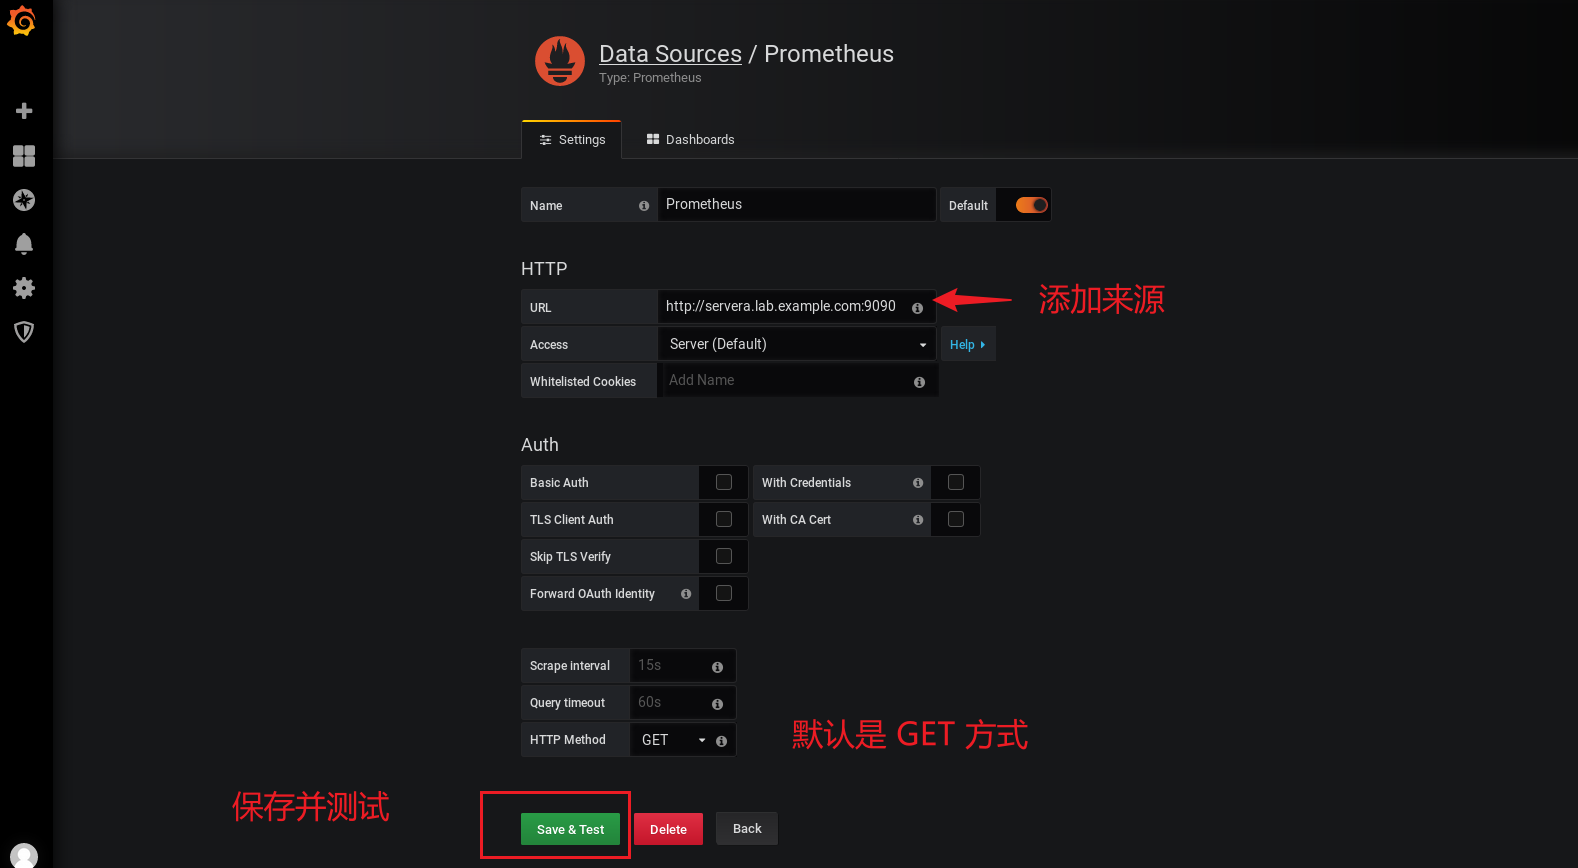 Data Sources / Prometheus
Type: Prometheus
Settings
Dashboards
Name
Prometheus
Default
HTTP
URL
http://servera.lab.example.com:9090
添加来源
Access
Server (Default)
Help
Whitelisted Cookies
Add Name
Auth
Basic Auth
With Credentials
TLS Client Auth
With CA Cert
Skip TLS Verify
Forward OAuth Identity
Scrape interval
15s
Query timeout
60s
HTTP Method
GET
默认是 GET 方式
保存并测试
Save & Test
Delete
Back